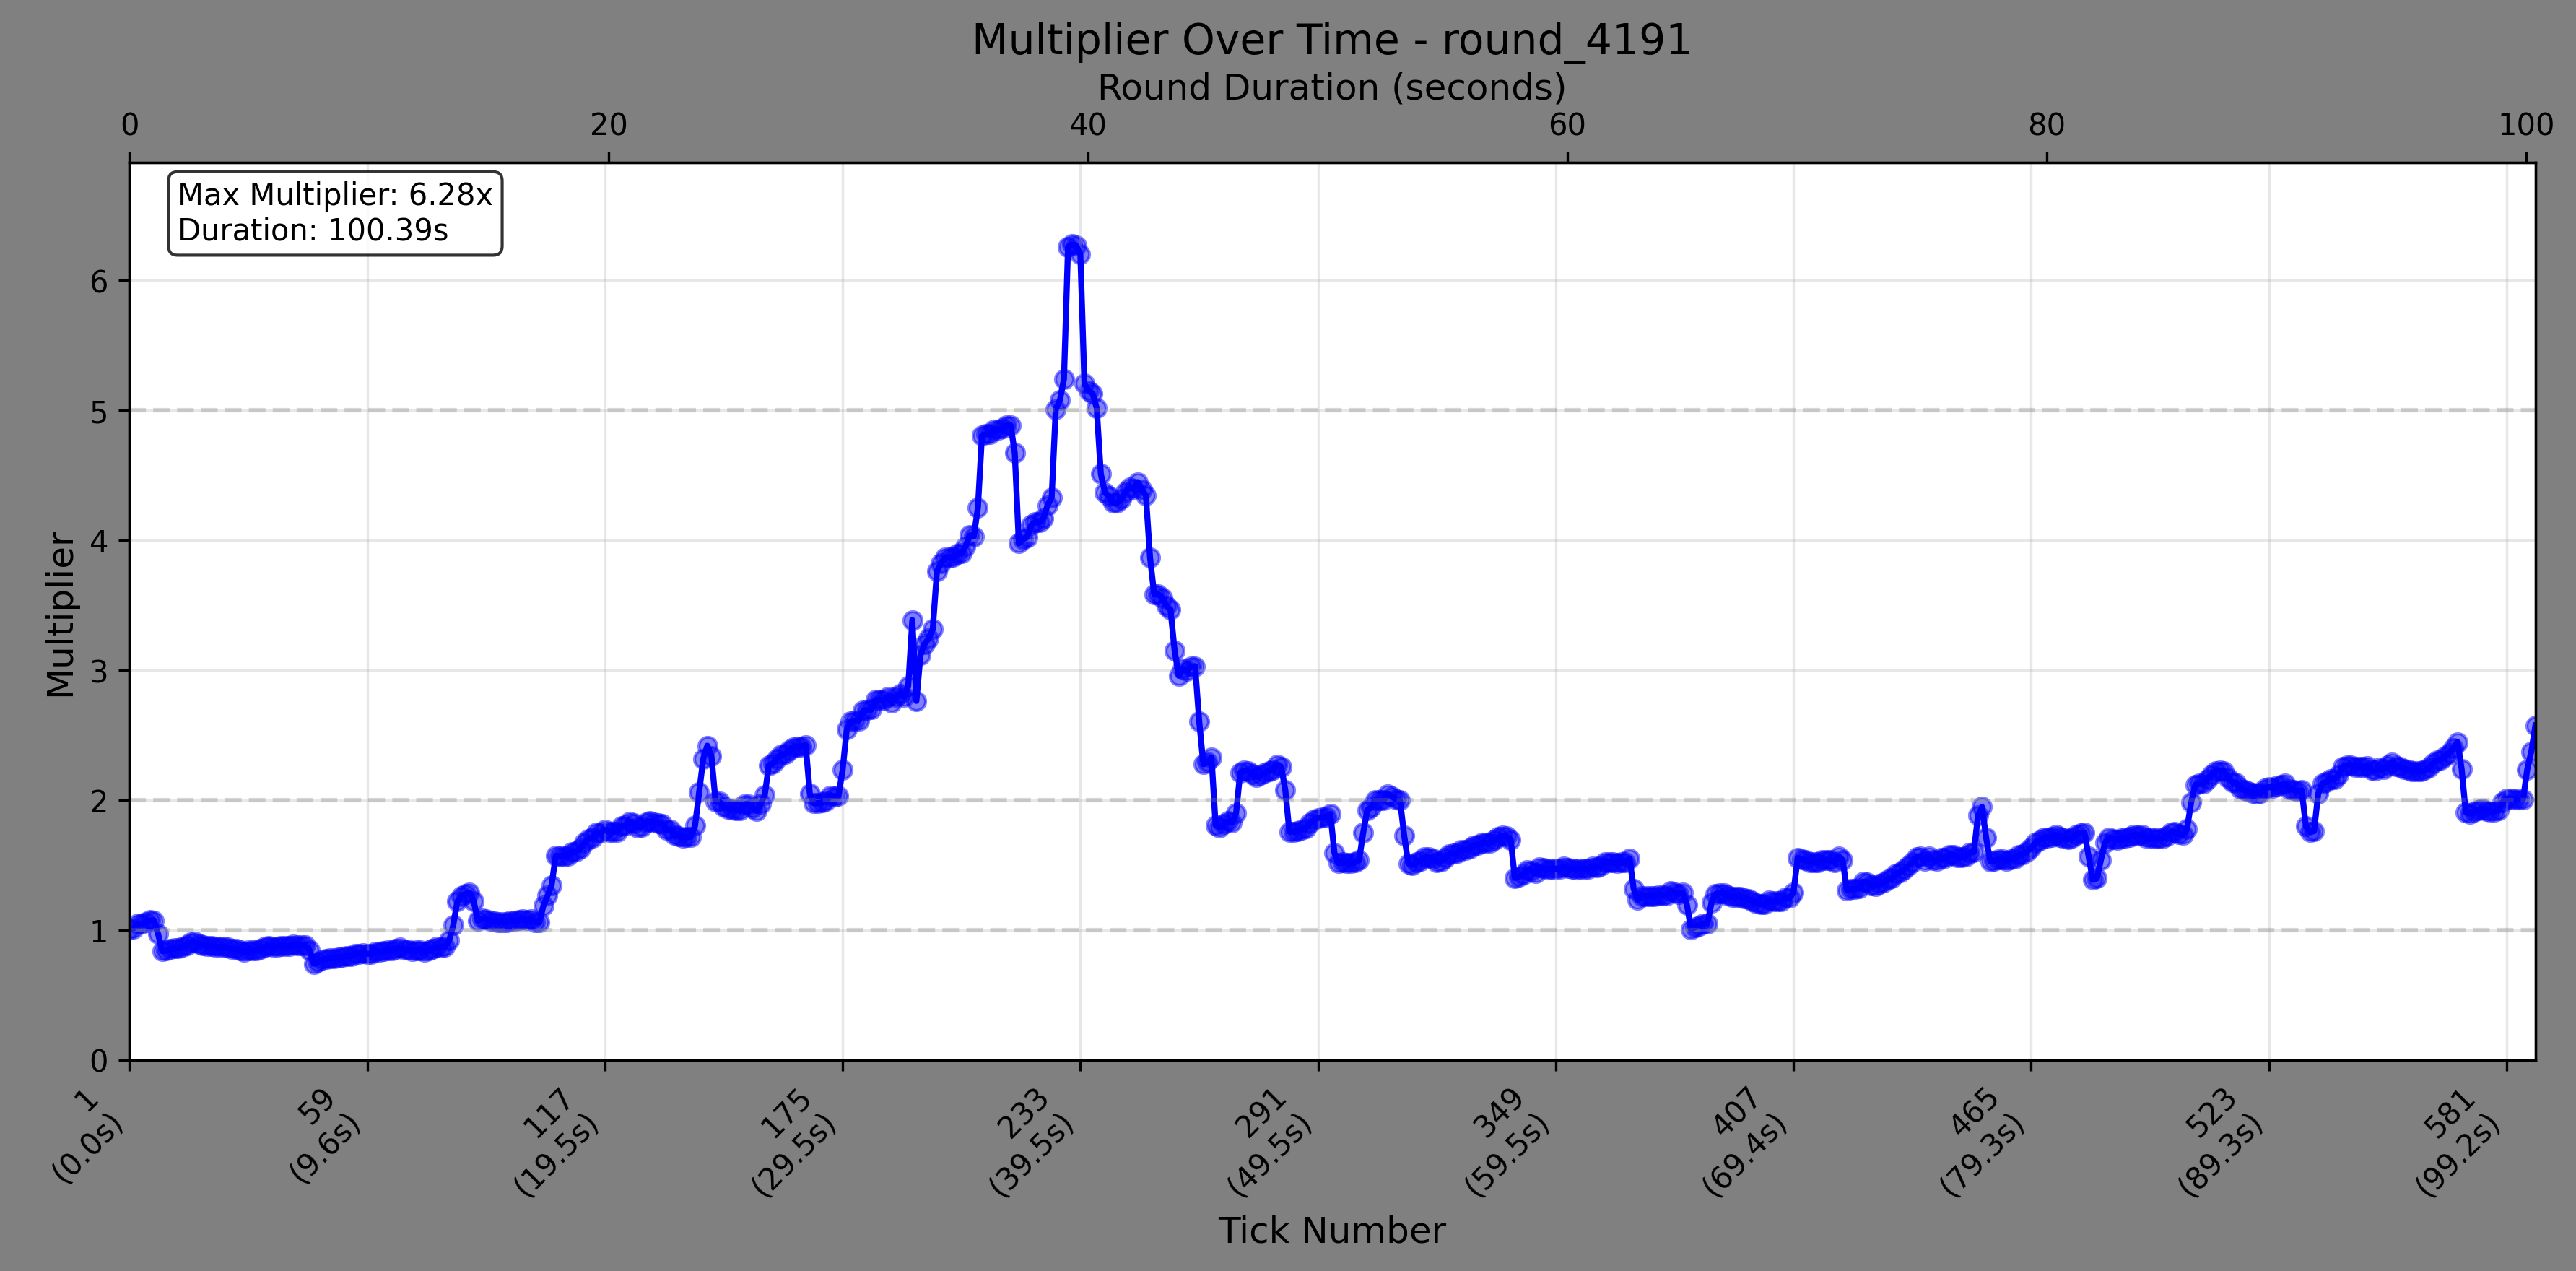 Multiplier Over Time - round_4191
Round Duration (seconds)
0 20 40 60 80 100
Max Multiplier: 6.28x
Duration: 100.39s
Multiplier
6
5
4
3
2
1
0
1
(0.0s)
59
(9.6s)
117
(19.5s)
175
(29.5s)
233
(39.5s)
291
(49.5s)
349
(59.5s)
407
(69.4s)
465
(79.3s)
523
(89.3s)
581
(99.2s)
Tick Number